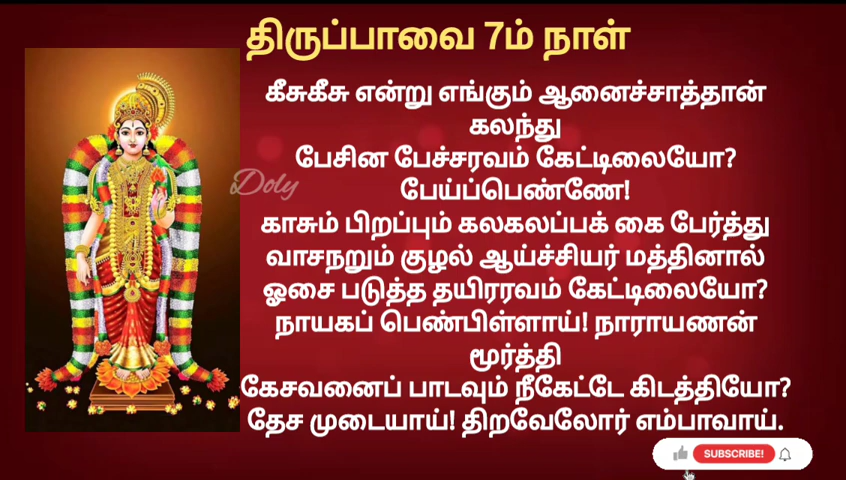 திருப்பாவை 7ம் நாள்
கீசுகீசு என்று எங்கும் ஆனைச்சாத்தான்
கலந்து
பேசின பேச்சரவம் கேட்டிலையோ?
Doly
பேய்ப்பெண்ணே!
காசும் பிறப்பும் கலகலப்பக் கை பேர்த்து
வாசநறும் குழல் ஆய்ச்சியர் மத்தினால்
ஓசை படுத்த தயிரரவம் கேட்டிலையோ?
நாயகப் பெண்பிள்ளாய்! நாராயணன்
மூர்த்தி
கேசவனைப் பாடவும் நீகேட்டே கிடத்தியோ?
தேச முடையாய்! திறவேலோர் எம்பாவாய்.
SUBSCRIBE!